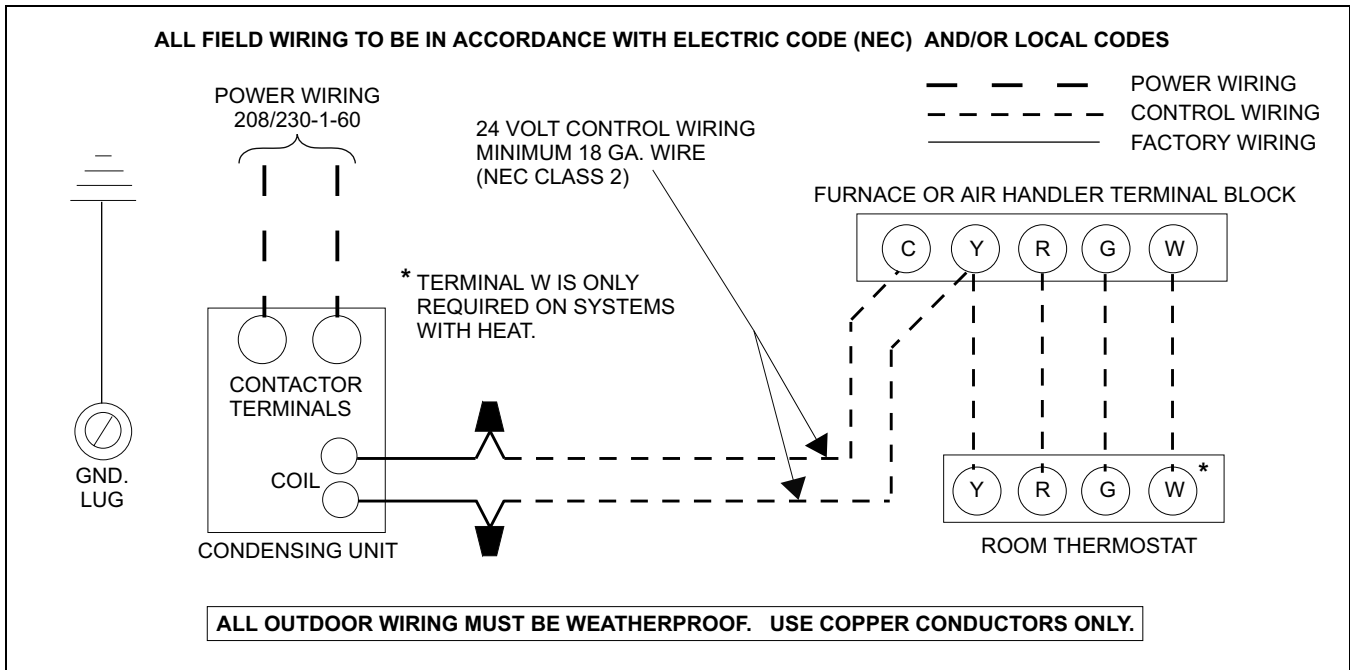 ALL FIELD WIRING TO BE IN ACCORDANCE WITH ELECTRIC CODE (NEC) AND/OR LOCAL CODES
POWER WIRING
208/230-1-60
24 VOLT CONTROL WIRING
MINIMUM 18 GA. WIRE
(NEC CLASS 2)
POWER WIRING
CONTROL WIRING
FACTORY WIRING
FURNACE OR AIR HANDLER TERMINAL BLOCK
C Y R G W
* TERMINAL W IS ONLY
REQUIRED ON SYSTEMS
WITH HEAT.
CONTACTOR
TERMINALS
COIL
GND.
LUG
CONDENSING UNIT
Y R G W *
ROOM THERMOSTAT
ALL OUTDOOR WIRING MUST BE WEATHERPROOF. USE COPPER CONDUCTORS ONLY.